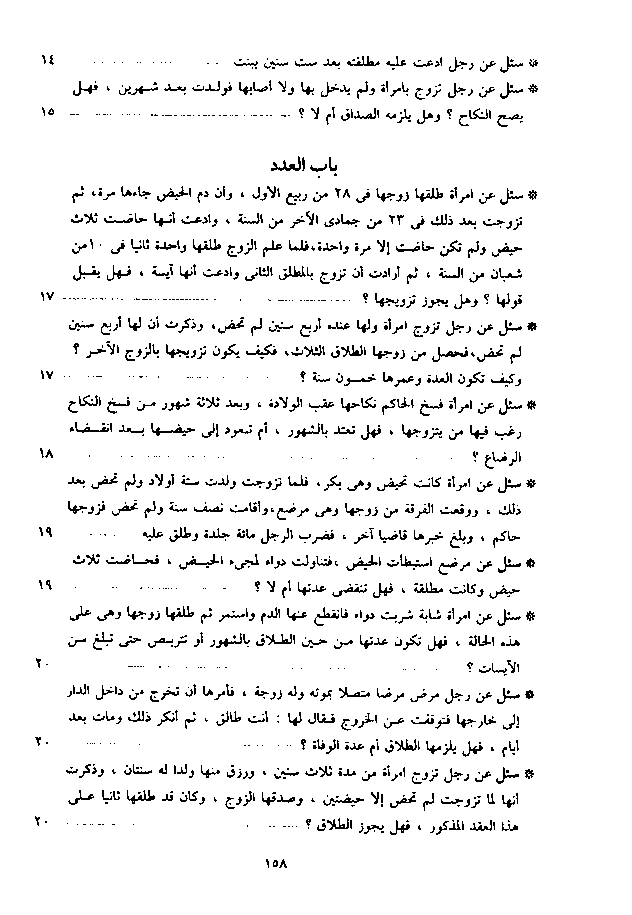 * سئل عن رجل ادعت عليه مطلقته بعد ست سنين ببنت ١٤
* سئل عن رجل تزوج بامرأة ولم يدخل بها ولا أصابها فولدت بعد شهرين ، فهل
يصح النكاح ؟ وهل يلزمه الصداق أم لا ؟ ١٥
باب العدد
* سئل عن امرأة طلقها زوجها فى ٢٨ من ربيع الأول ، وأن دم الحيض جاءها مرة، ثم
تزوجت بعد ذلك فى ٢٣ من جمادى الآخر من السنة ، وادعت أنها حاضت ثلاث
حيض ولم تكن حاضت إلا مرة واحدة،فلما علم الزوج طلقها واحدة ثانيا فى ١٠من
شعبان من السنة ، ثم أرادت أن تزوج بالمطلق الثانى وادعت أنها آيسة ، فهل يقبل
قولها ؟ وهل يجوز تزويجها ؟ ١٧
* سئل عن رجل تزوج امرأة ولها عنده أربع سنين لم تحض، وذكرت أن لها أربع سنين
لم تحض،فحصل من زوجها الطلاق الثلاث، فكيف يكون تزويجها بالزوج الآخر ؟
وكيف تكون العدة وعمرها خمسون سنة ؟ ١٧
* سئل عن امرأة فسخ الحاكم نكاحها عقب الولادة ، وبعد ثلاثة شهور من فسخ النكاح
رغب فيها من يتزوجها ، فهل تعتد بالشهور ، أم تعود إلى حيضها بعد انقضاء
الرضاع ؟ ١٨
* سئل عن امرأة كانت تحيض وهى بكر، فلما تزوجت ولدت ستة أولاد ولم تحض بعد
ذلك ، ووقعت الفرقة من زوجها وهى مرضع،وأقامت نصف سنة ولم تحض فزوجها
حاكم ، وبلغ خبرها قاضيا آخر ، فضرب الرجل مائة جلدة وطلق عليه ١٩
* سئل عن مرضع استبطأت الحيض ،فتناولت دواء لمجىء الحيض ، فحاضت ثلاث
حيض وكانت مطلقة ، فهل تنقضى عدتها أم لا ؟ ١٩
* سئل عن امرأة شابة شربت دواء فانقطع عنها الدم واستمر ثم طلقها زوجها وهى على
هذه الحالة ، فهل تكون عدتها من حين الطلاق بالشهور أو تتربص حتى تبلغ سن
الآيسات ؟ ٢٠
* سئل عن رجل مرض مرضا متصلا بموته وله زوجة ، فأمرها أن تخرج من داخل الدار
إلى خارجها فتوقفت عن الخروج فقال لها : أنت طالق ، ثم أنكر ذلك ومات بعد
أيام ، فهل يلزمها الطلاق أم عدة الوفاة ؟ ٢٠
* سئل عن رجل تزوج امرأة من مدة ثلاث سنين ، ورزق منها ولدا له سنتان ، وذكرت
أنها لما تزوجت لم تحض إلا حيضتين ، وصدقها الزوج ، وكان قد طلقها ثانيا على
هذا العقد المذكور ، فهل يجوز الطلاق ؟ ٢٠
١٥٨